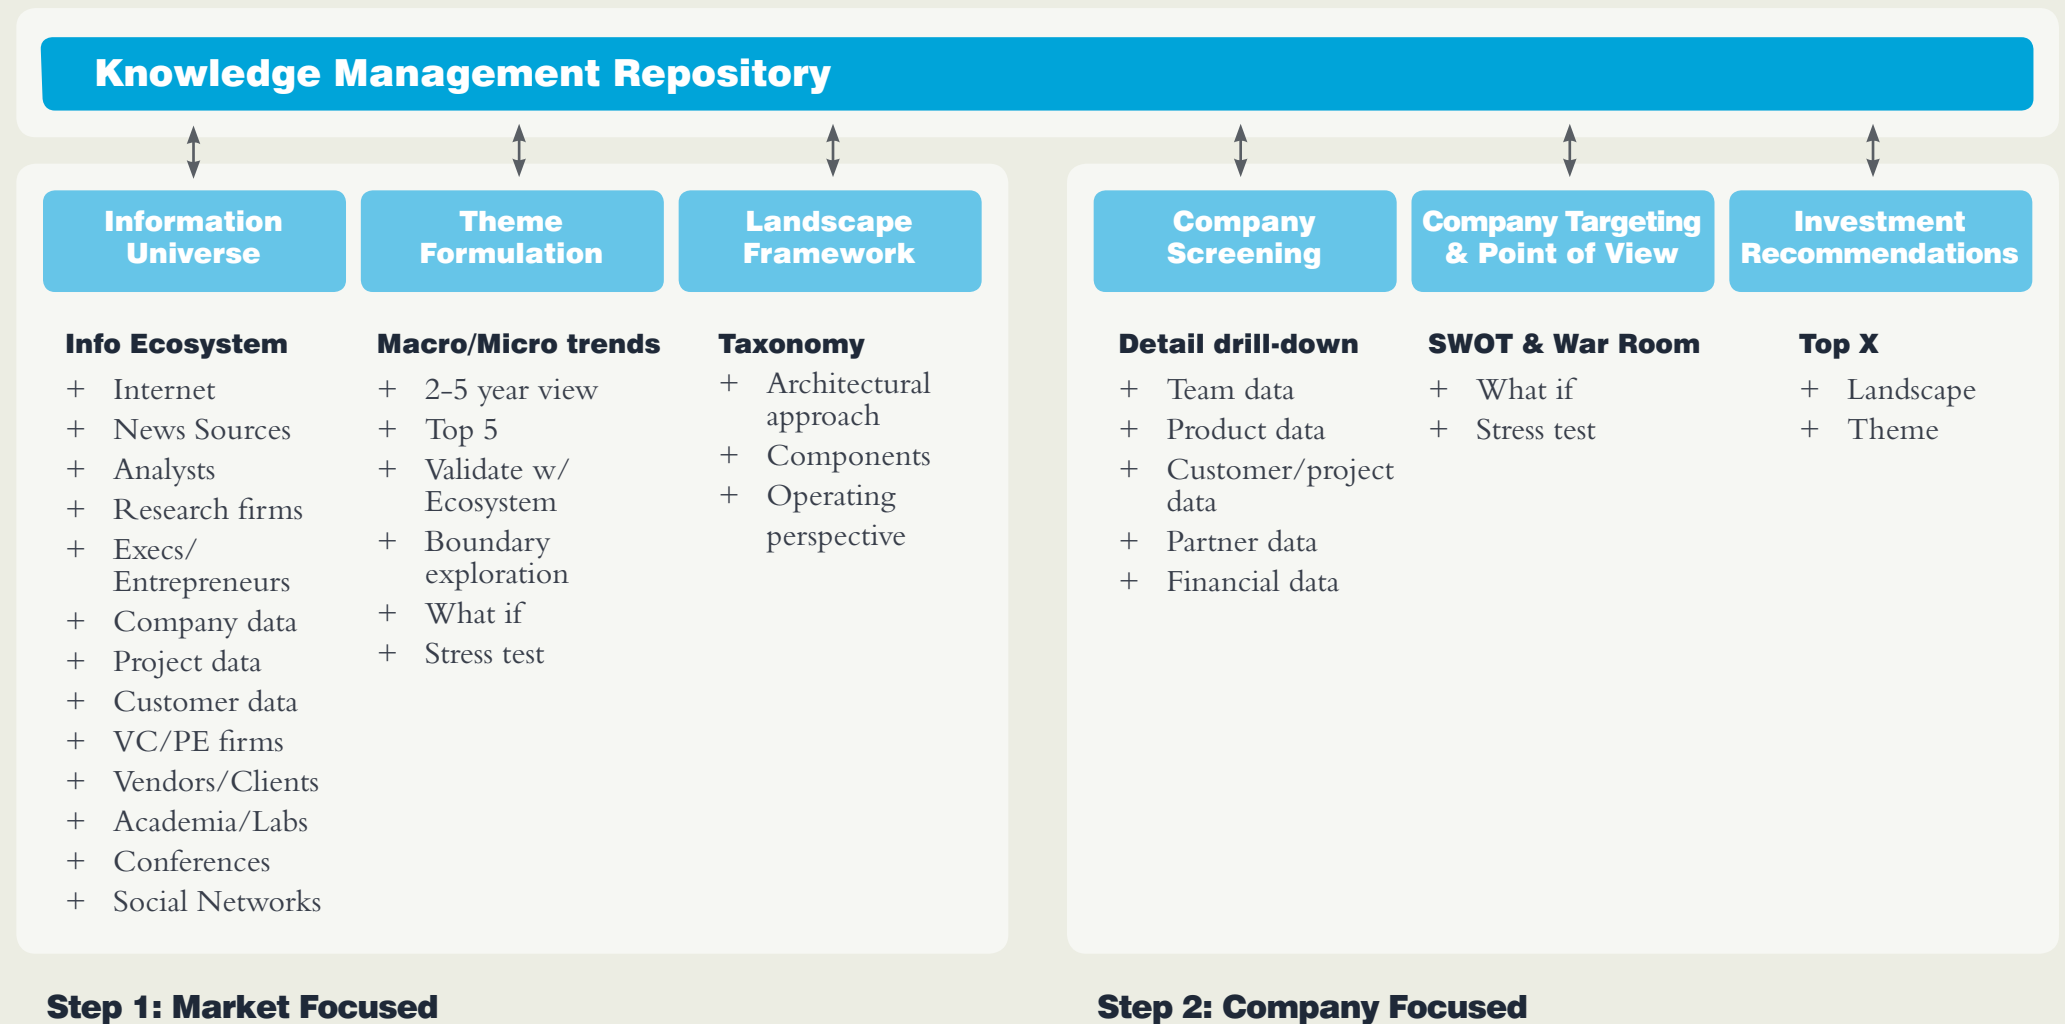 Knowledge Management Repository
Information
Universe
Theme
Formulation
Landscape
Framework
Company
Screening
Company Targeting
& Point of View
Investment
Recommendations
Info Ecosystem
+ Internet
+ News Sources
+ Analysts
+ Research firms
+ Execs/
Entrepreneurs
+ Company data
+ Project data
+ Customer data
+ VC/PE firms
+ Vendors/Clients
+ Academia/Labs
+ Conferences
+ Social Networks
Macro/Micro trends
+ 2-5 year view
+ Top 5
+ Validate w/
Ecosystem
+ Boundary
exploration
+ What if
+ Stress test
Taxonomy
+ Architectural
approach
+ Components
+ Operating
perspective
Detail drill-down
+ Team data
+ Product data
+ Customer/project
data
+ Partner data
+ Financial data
SWOT & War Room
+ What if
+ Stress test
Top X
+ Landscape
+ Theme
Step 1: Market Focused
Step 2: Company Focused